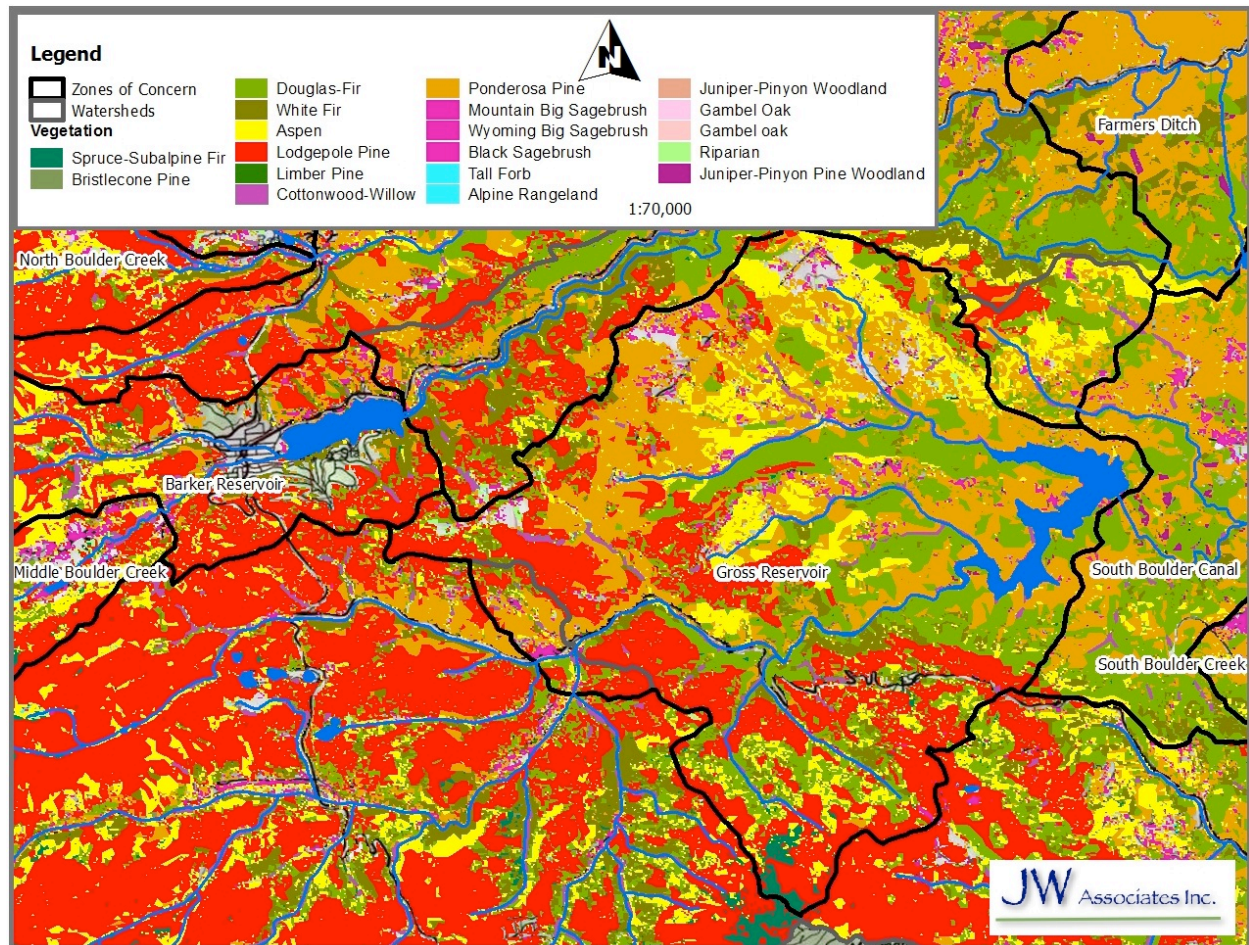 Legend
Zones of Concern
Watersheds
Vegetation
Spruce-Subalpine Fir
Bristlecone Pine
Douglas-Fir
White Fir
Aspen
Lodgepole Pine
Limber Pine
Cottonwood-Willow
Ponderosa Pine
Mountain Big Sagebrush
Wyoming Big Sagebrush
Black Sagebrush
Tall Forb
Alpine Rangeland
Juniper-Pinyon Woodland
Gambel Oak
Gambel oak
Riparian
Juniper-Pinyon Pine Woodland
N
1:70,000
Farmers Ditch
North Boulder Creek
Barker Reservoir
Middle Boulder Creek
Gross Reservoir
South Boulder Canal
South Boulder Creek
JW Associates Inc.